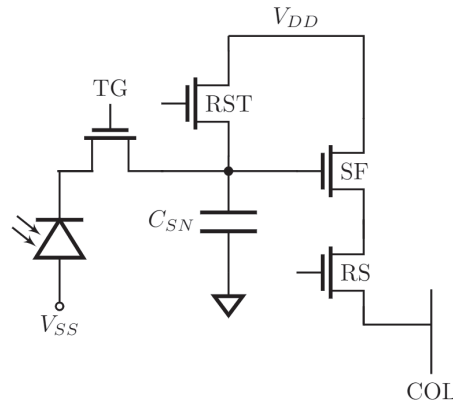 V_DD
TG
RST
SF
C_SN
RS
V_SS
COL